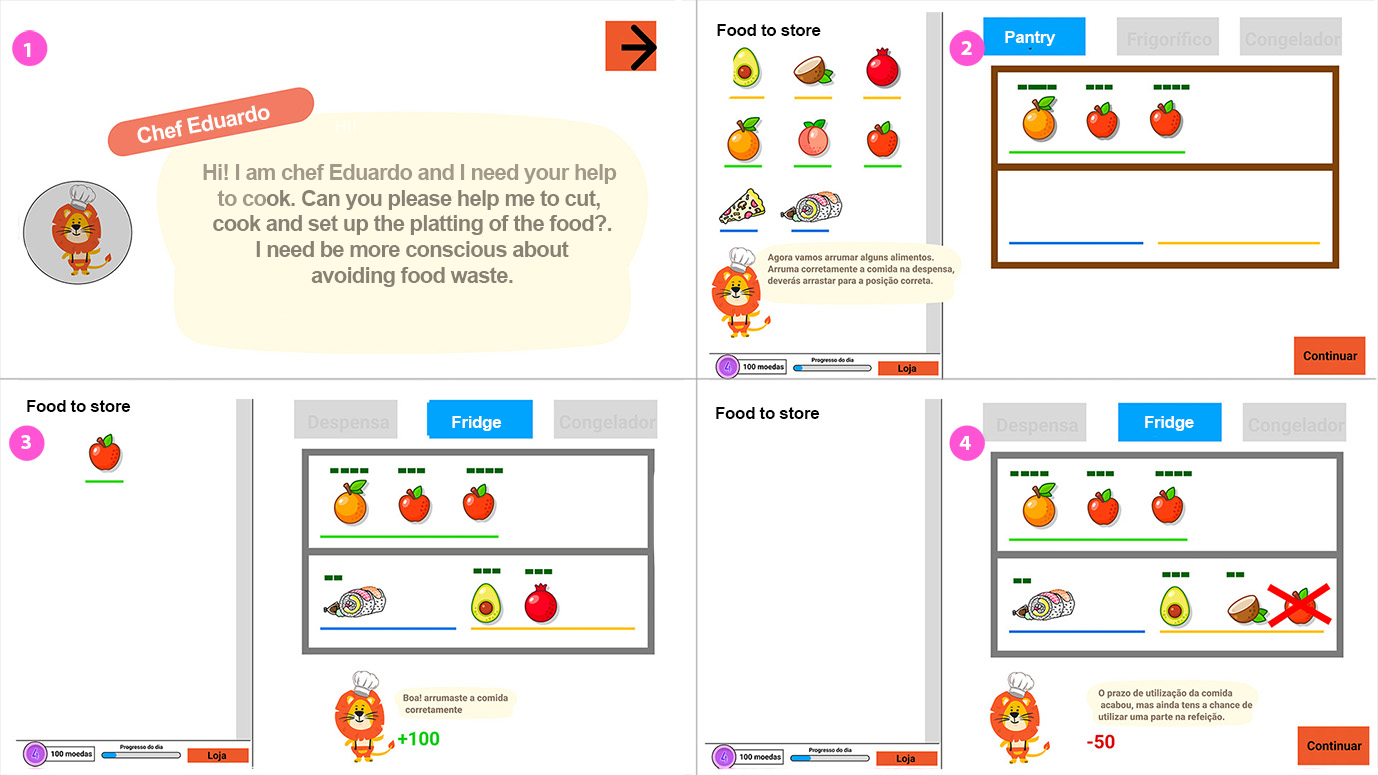 1
Chef Eduardo
Hi! I am chef Eduardo and I need your help
to cook. Can you please help me to cut,
cook and set up the platting of the food?.
I need be more conscious about
avoiding food waste.
Food to store
2
Pantry
Frigorífico
Congelador
Agora vamos arrumar alguns alimentos.
Arruma corretamente a comida na despensa,
deverás arrastar para a posição correta.
4
100 moedas
Progresso do dia
Loja
Continuar
Food to store
3
Despensa
Fridge
Congelador
Boa! arrumaste a comida
corretamente
+100
4
100 moedas
Progresso do dia
Loja
Food to store
4
Despensa
Fridge
Congelador
O prazo de utilização da comida
acabou, mas ainda tens a chance de
utilizar uma parte na refeição.
-50
4
100 moedas
Progresso do dia
Loja
Continuar